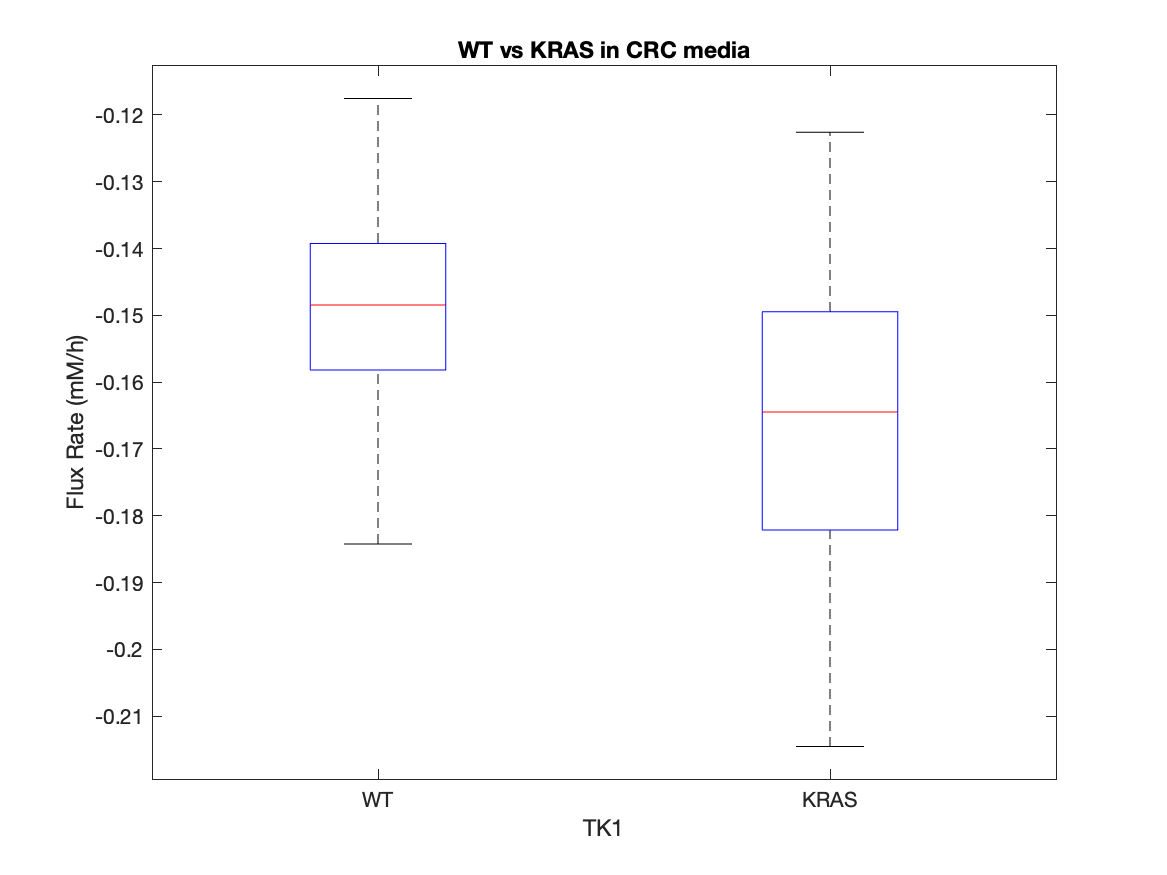 WT vs KRAS in CRC media
-0.12
-0.13
-0.14
-0.15
-0.16
-0.17
-0.18
-0.19
-0.2
-0.21
Flux Rate (mM/h)
WT KRAS
TK1